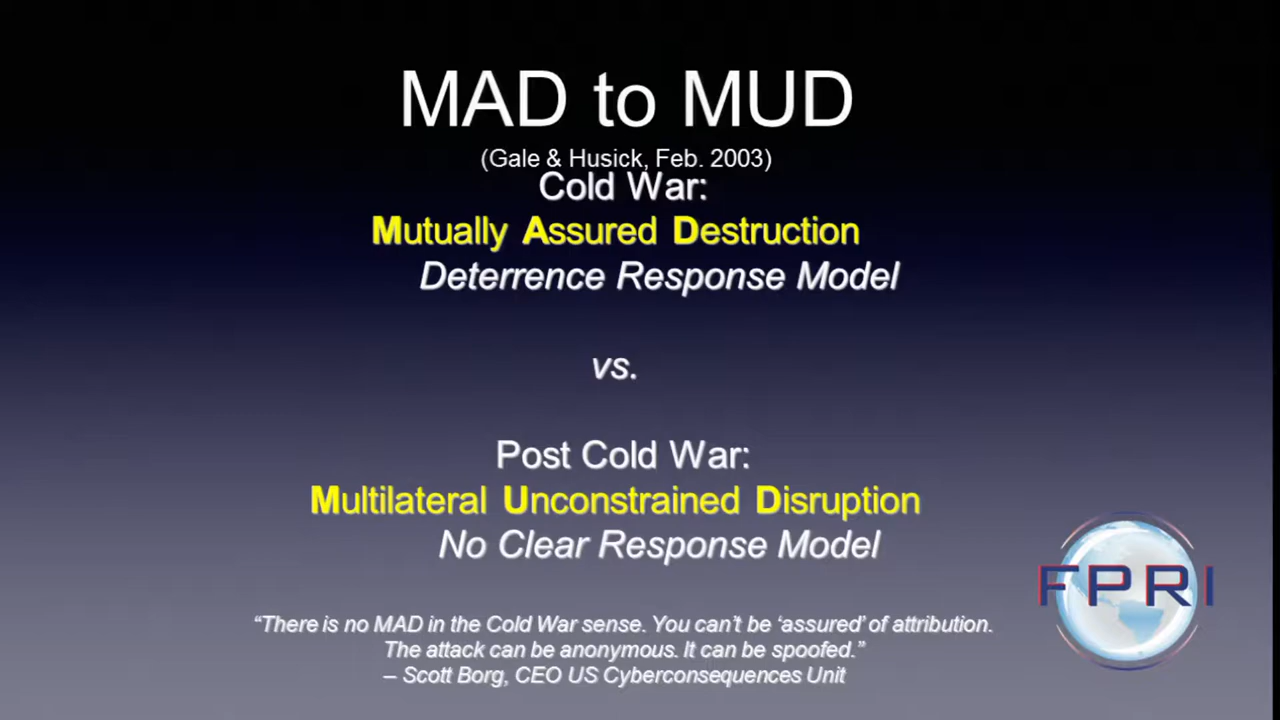 MAD to MUD
(Gale & Husick, Feb. 2003)
Cold War:
Mutually Assured Destruction
Deterrence Response Model
vs.
Post Cold War:
Multilateral Unconstrained Disruption
No Clear Response Model
FPRI
“There is no MAD in the Cold War sense. You can’t be ‘assured’ of attribution.
The attack can be anonymous. It can be spoofed.”
– Scott Borg, CEO US Cyberconsequences Unit